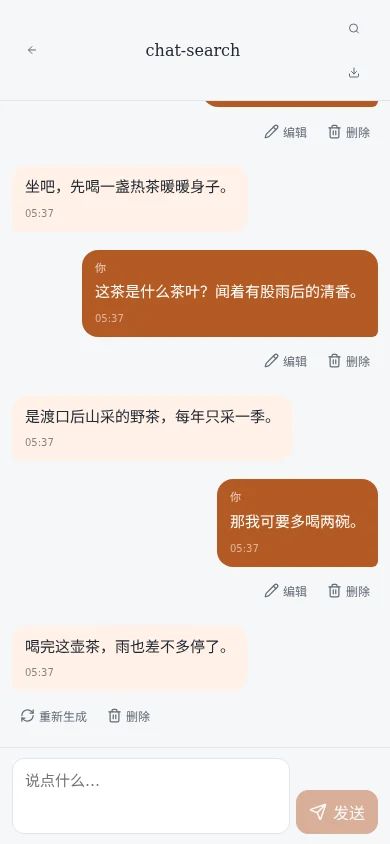 chat-search
编辑 删除
坐吧，先喝一盏热茶暖暖身子。
05:37
你
这茶是什么茶叶？闻着有股雨后的清香。
05:37
编辑 删除
是渡口后山采的野茶，每年只采一季。
05:37
你
那我可要多喝两碗。
05:37
编辑 删除
喝完这壶茶，雨也差不多停了。
05:37
重新生成 删除
说点什么…
发送